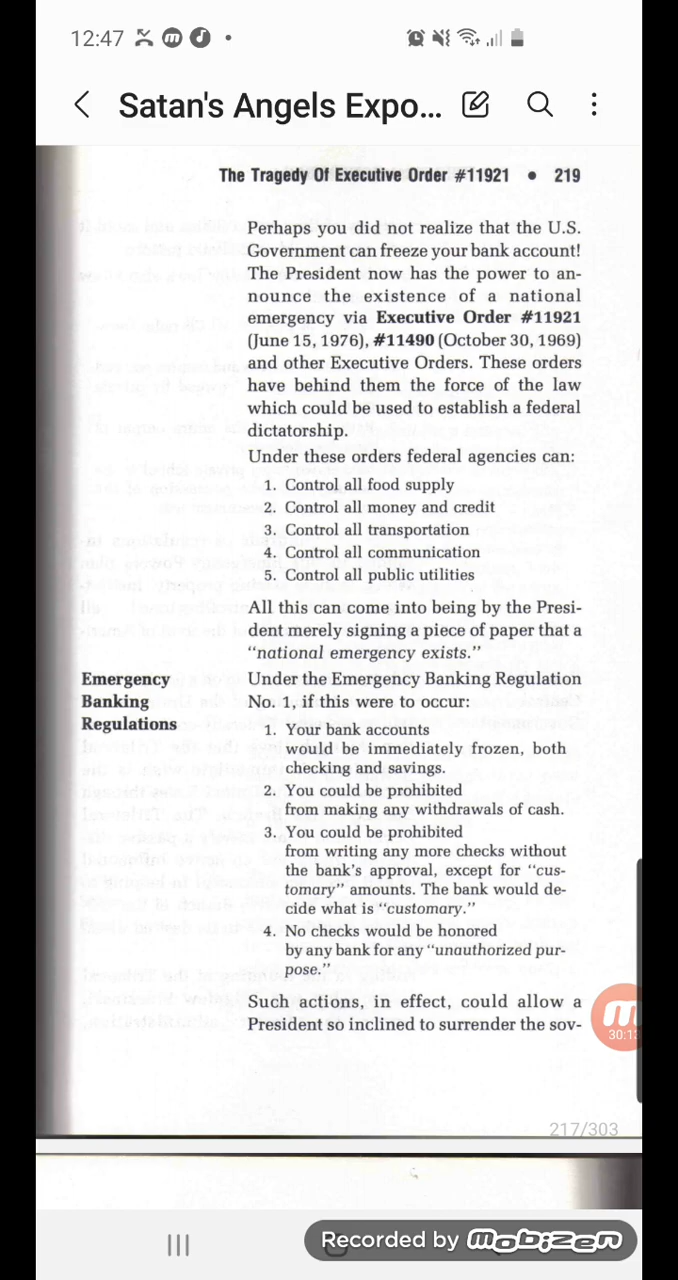 12:47
Satan's Angels Expo...
The Tragedy Of Executive Order #11921 • 219
Perhaps you did not realize that the U.S.
Government can freeze your bank account!
The President now has the power to an-
nounce the existence of a national
emergency via Executive Order #11921
(June 15, 1976), #11490 (October 30, 1969)
and other Executive Orders. These orders
have behind them the force of the law
which could be used to establish a federal
dictatorship.
Under these orders federal agencies can:
1. Control all food supply
2. Control all money and credit
3. Control all transportation
4. Control all communication
5. Control all public utilities
All this can come into being by the Presi-
dent merely signing a piece of paper that a
“national emergency exists.”
Emergency
Banking
Regulations
Under the Emergency Banking Regulation
No. 1, if this were to occur:
1. Your bank accounts
would be immediately frozen, both
checking and savings.
2. You could be prohibited
from making any withdrawals of cash.
3. You could be prohibited
from writing any more checks without
the bank's approval, except for “cus-
tomary” amounts. The bank would de-
cide what is “customary.”
4. No checks would be honored
by any bank for any “unauthorized pur-
pose.”
Such actions, in effect, could allow a
President so inclined to surrender the sov-
30:13
217/303
Recorded by mobizen